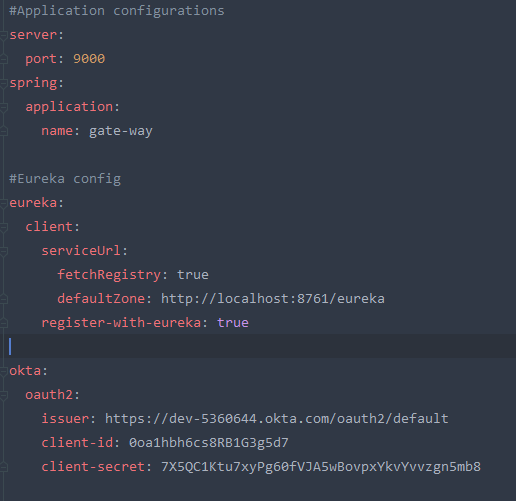 #Application configurations
server:
  port: 9000
spring:
  application:
    name: gate-way
#Eureka config
eureka:
  client:
    serviceUrl:
      fetchRegistry: true
      defaultZone: http://localhost:8761/eureka
    register-with-eureka: true
okta:
  oauth2:
    issuer: https://dev-5360644.okta.com/oauth2/default
    client-id: 0oa1hbh6cs8RB1G3g5d7
    client-secret: 7X5QC1Ktu7xyPg60fVJA5wBovpxYkvYvvzgn5mb8